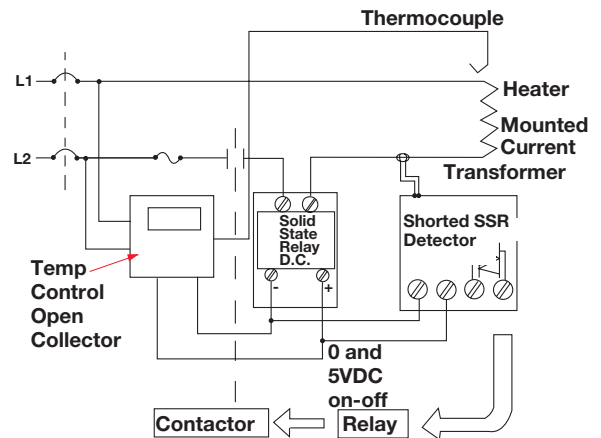 Thermocouple
L1
Heater
Mounted
Current
Transformer
L2
Solid
State
Relay
D.C.
- +
Shorted SSR
Detector
Temp
Control
Open
Collector
0 and
5VDC
on-off
Contactor
Relay